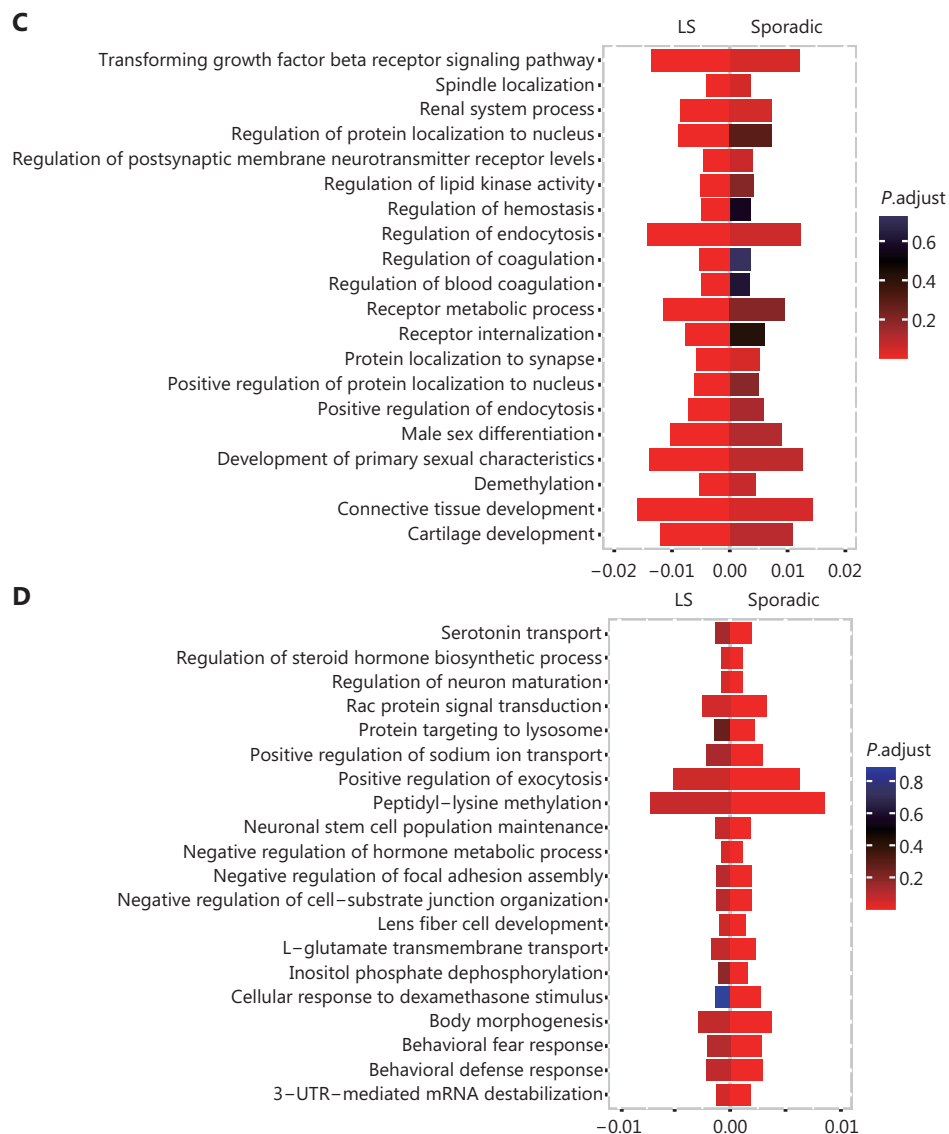 C
LS Sporadic
Transforming growth factor beta receptor signaling pathway
Spindle localization
Renal system process
Regulation of protein localization to nucleus
Regulation of postsynaptic membrane neurotransmitter receptor levels
Regulation of lipid kinase activity
Regulation of hemostasis
Regulation of endocytosis
Regulation of coagulation
Regulation of blood coagulation
Receptor metabolic process
Receptor internalization
Protein localization to synapse
Positive regulation of protein localization to nucleus
Positive regulation of endocytosis
Male sex differentiation
Development of primary sexual characteristics
Demethylation
Connective tissue development
Cartilage development
−0.02 −0.01 0.00 0.01 0.02
P.adjust
0.6
0.4
0.2
D
LS Sporadic
Serotonin transport
Regulation of steroid hormone biosynthetic process
Regulation of neuron maturation
Rac protein signal transduction
Protein targeting to lysosome
Positive regulation of sodium ion transport
Positive regulation of exocytosis
Peptidyl−lysine methylation
Neuronal stem cell population maintenance
Negative regulation of hormone metabolic process
Negative regulation of focal adhesion assembly
Negative regulation of cell−substrate junction organization
Lens fiber cell development
L−glutamate transmembrane transport
Inositol phosphate dephosphorylation
Cellular response to dexamethasone stimulus
Body morphogenesis
Behavioral fear response
Behavioral defense response
3−UTR−mediated mRNA destabilization
−0.01 0.00 0.01
P.adjust
0.8
0.6
0.4
0.2